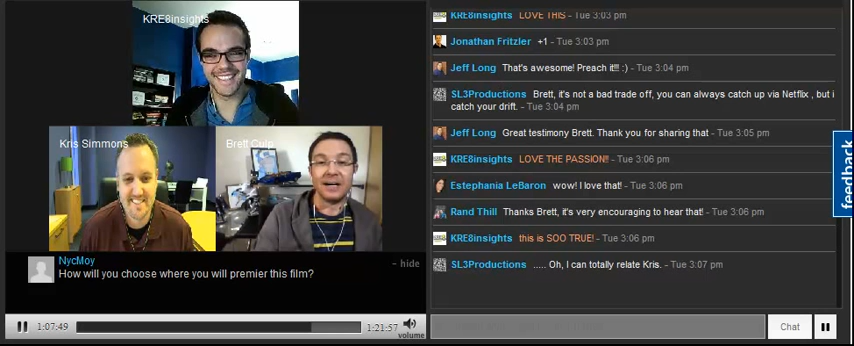 KRE8insights
Kris Simmons
Brett Culp
NycMoy
How will you choose where you will premier this film?
– hide
1:07:49
1:21:57
volume
KRE8insights LOVE THIS - Tue 3:03 pm
Jonathan Fritzler +1 - Tue 3:03 pm
Jeff Long That's awesome! Preach it!!! :) - Tue 3:04 pm
SL3Productions Brett, it's not a bad trade off, you can always catch up via Netflix , but i
catch your drift. - Tue 3:04 pm
Jeff Long Great testimony Brett. Thank you for sharing that - Tue 3:05 pm
KRE8insights LOVE THE PASSION!! - Tue 3:06 pm
Estephania LeBaron wow! I love that! - Tue 3:06 pm
Rand Thill Thanks Brett, it's very encouraging to hear that! - Tue 3:06 pm
KRE8insights this is SOO TRUE! - Tue 3:06 pm
SL3Productions ..... Oh, I can totally relate Kris. - Tue 3:07 pm
Chat
feedback